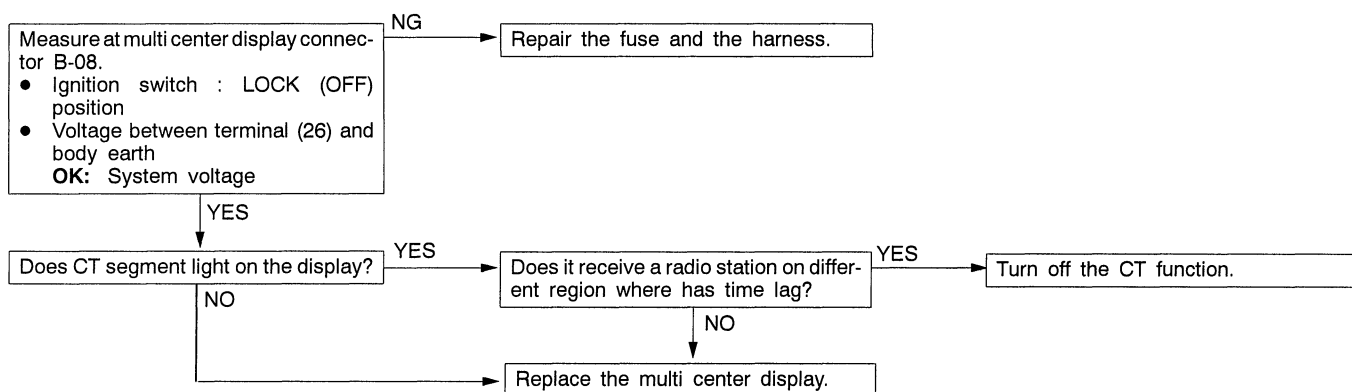 NG
Measure at multi center display connec-
tor B-08.
● Ignition switch : LOCK (OFF)
position
● Voltage between terminal (26) and
body earth
OK: System voltage
Repair the fuse and the harness.
YES
Does CT segment light on the display?
YES
Does it receive a radio station on differ-
ent region where has time lag?
YES
Turn off the CT function.
NO
NO
Replace the multi center display.